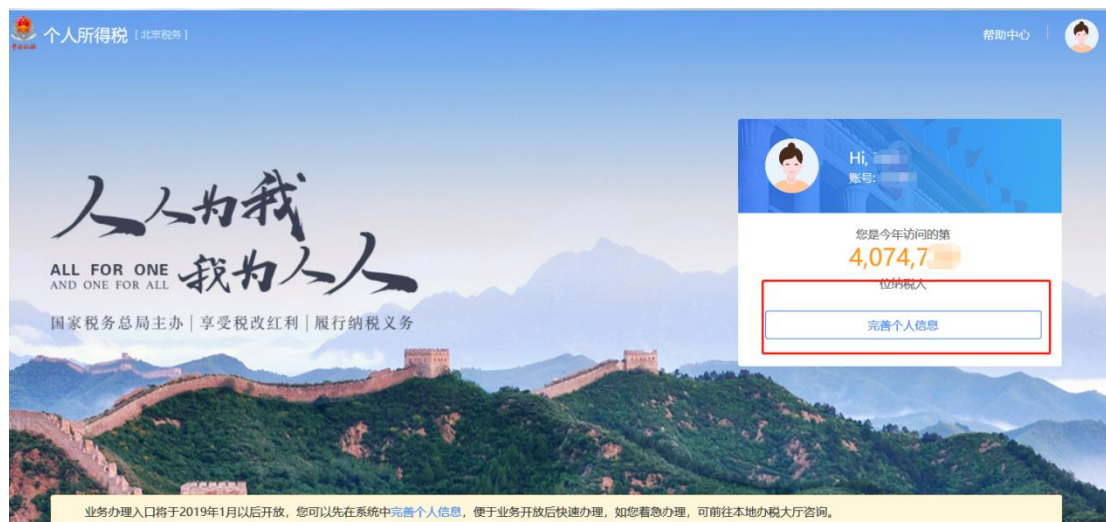 个人所得税 [ 北京税务 ]
帮助中心
Hi,
账号:
您是今年访问的第
4,074,7
位纳税人
完善个人信息
人人为我
ALL FOR ONE
AND ONE FOR ALL
我为人人
国家税务总局主办 | 享受税改红利 | 履行纳税义务
业务办理入口将于2019年1月以后开放，您可以先在系统中完善个人信息，便于业务开放后快速办理，如您着急办理，可前往本地办税大厅咨询。